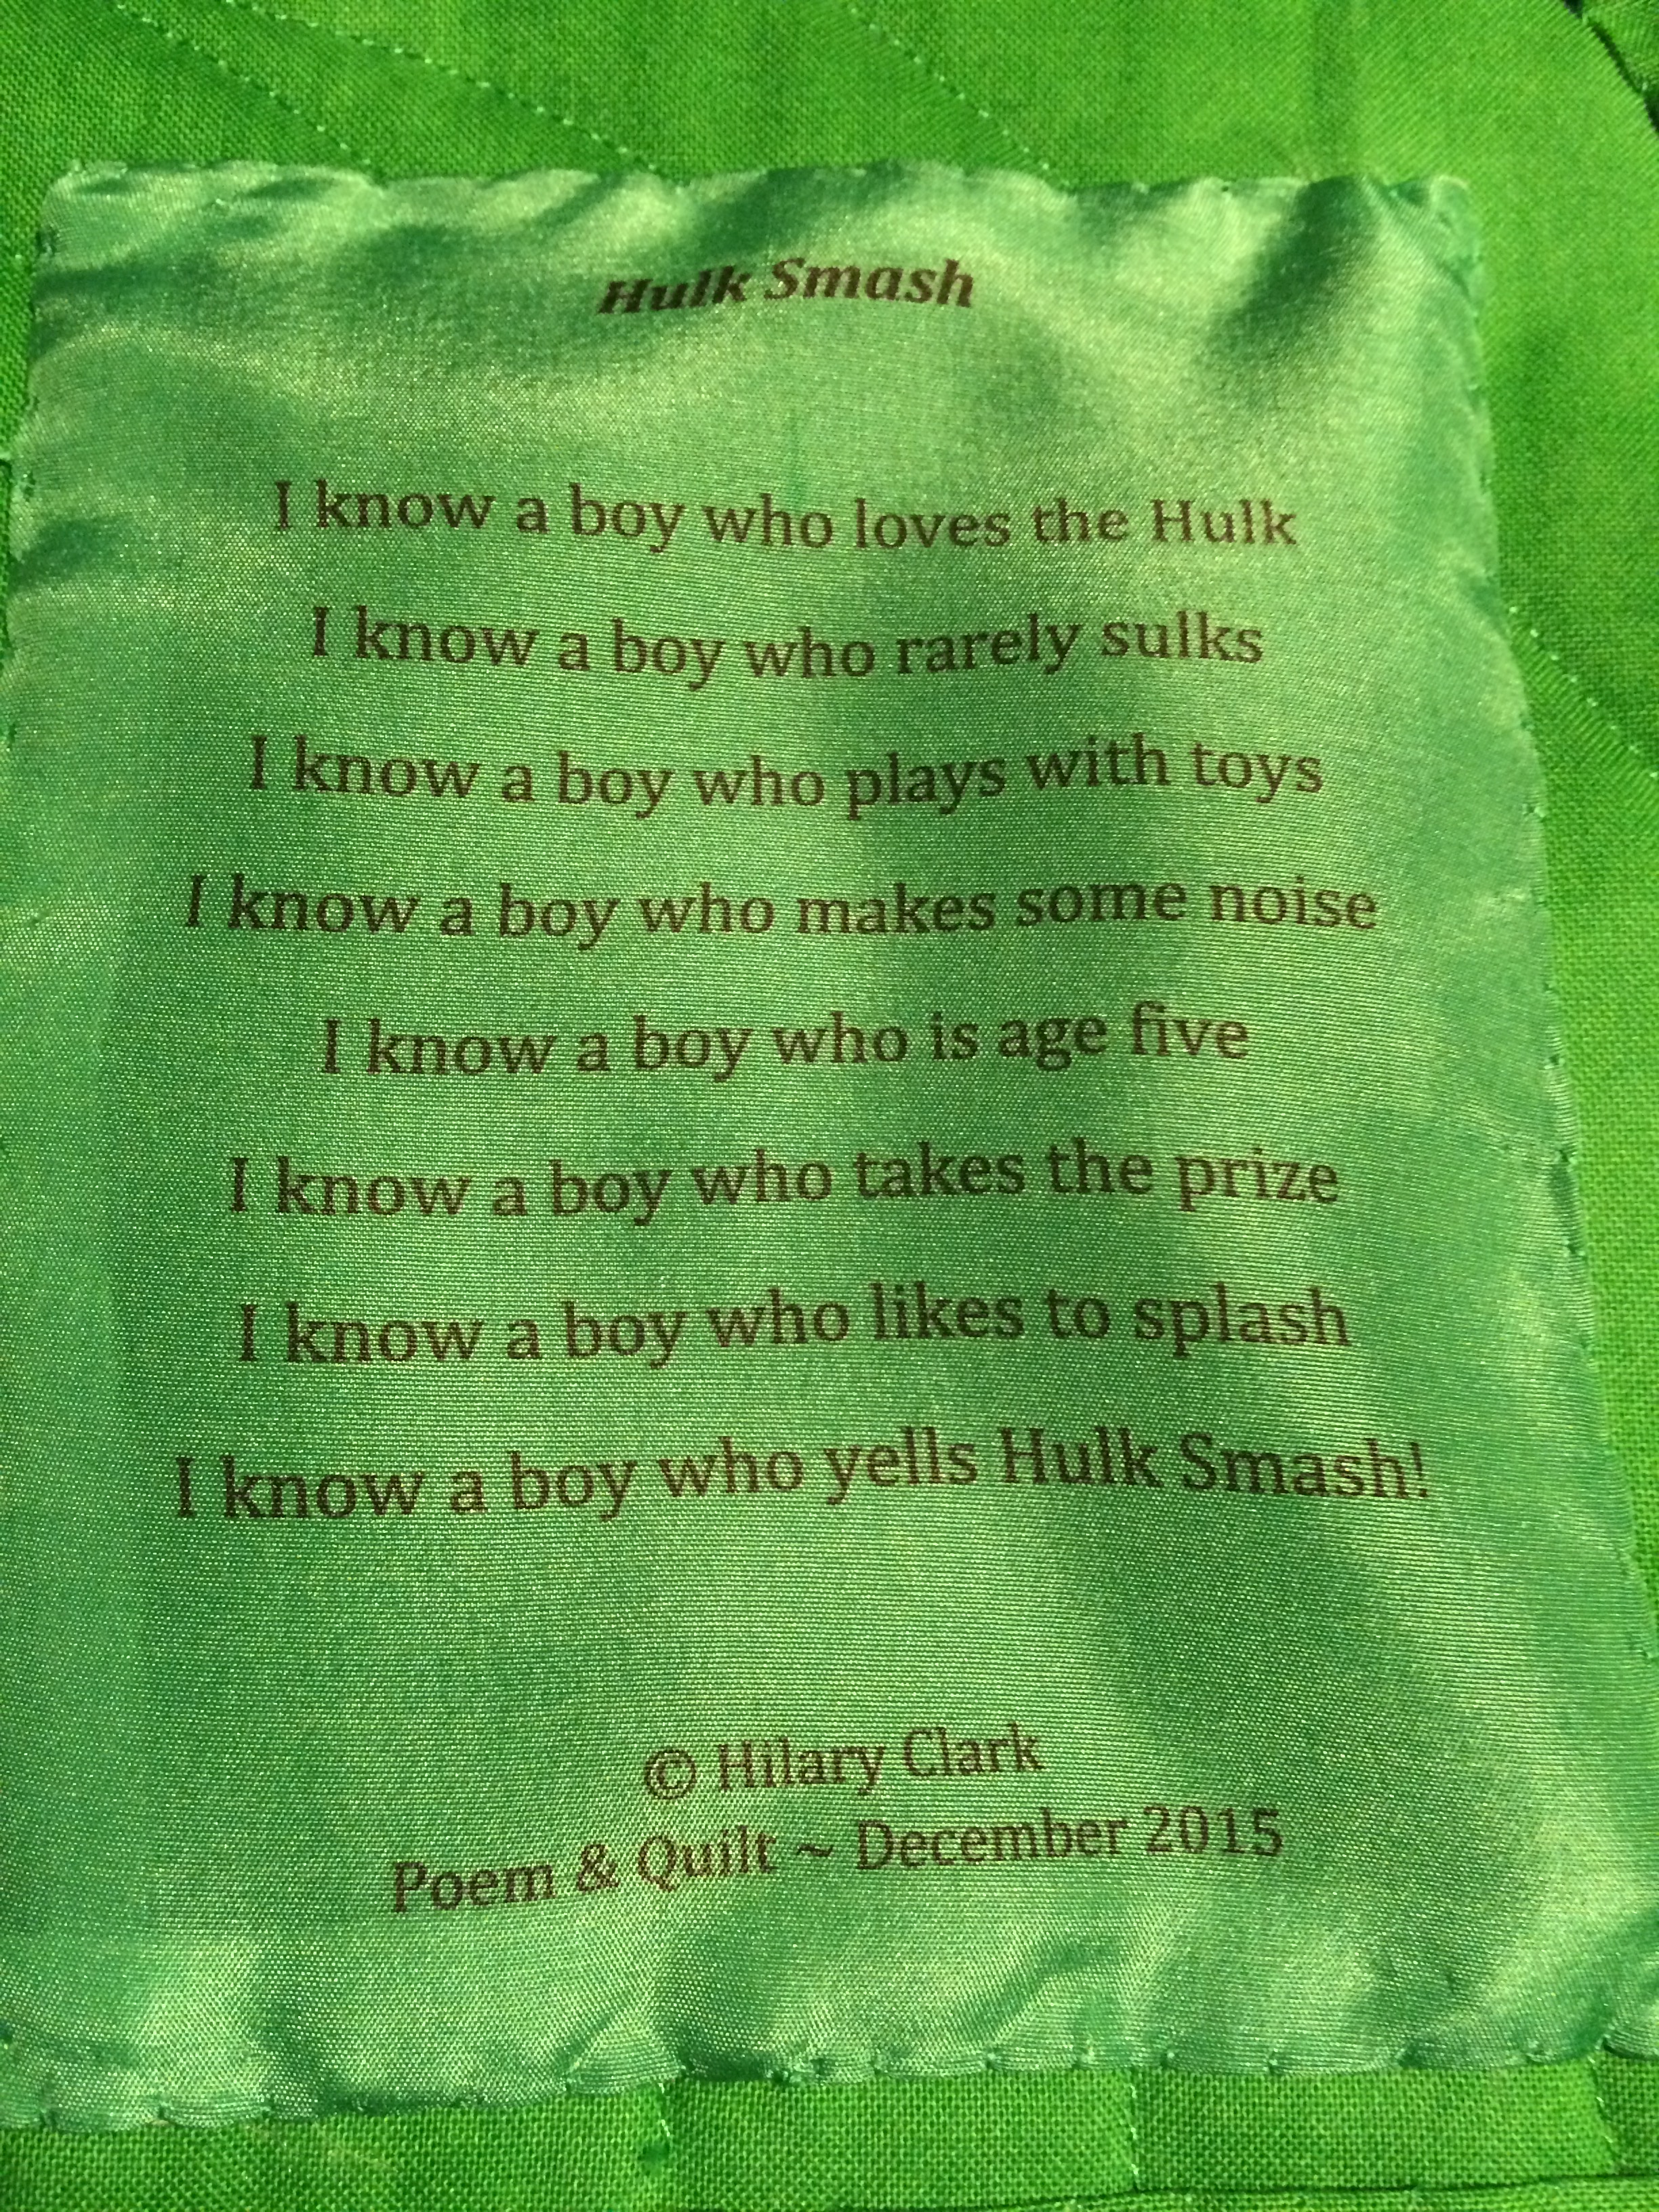 Hulk Smash
I know a boy who loves the Hulk
I know a boy who rarely sulks
I know a boy who plays with toys
I know a boy who makes some noise
I know a boy who is age five
I know a boy who takes the prize
I know a boy who likes to splash
I know a boy who yells Hulk Smash!
© Hilary Clark
Poem & Quilt ~ December 2015